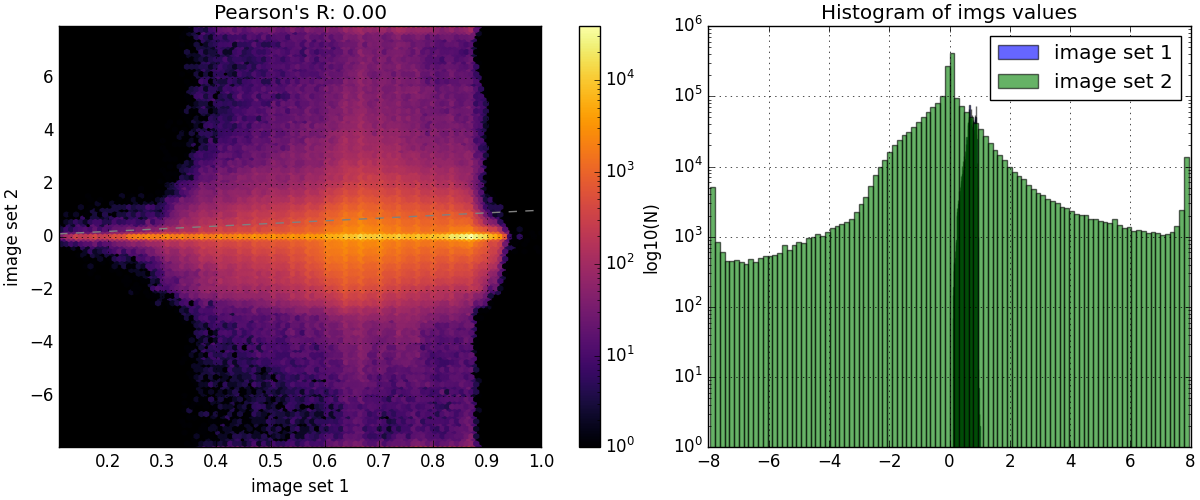 Pearson's R: 0.00
6
4
2
0
−2
−4
−6
image set 2
0.2 0.3 0.4 0.5 0.6 0.7 0.8 0.9 1.0
image set 1
10^4
10^3
10^2
10^1
10^0
Histogram of imgs values
image set 1
image set 2
10^6
10^5
10^4
10^3
10^2
10^1
10^0
log10(N)
−8 −6 −4 −2 0 2 4 6 8